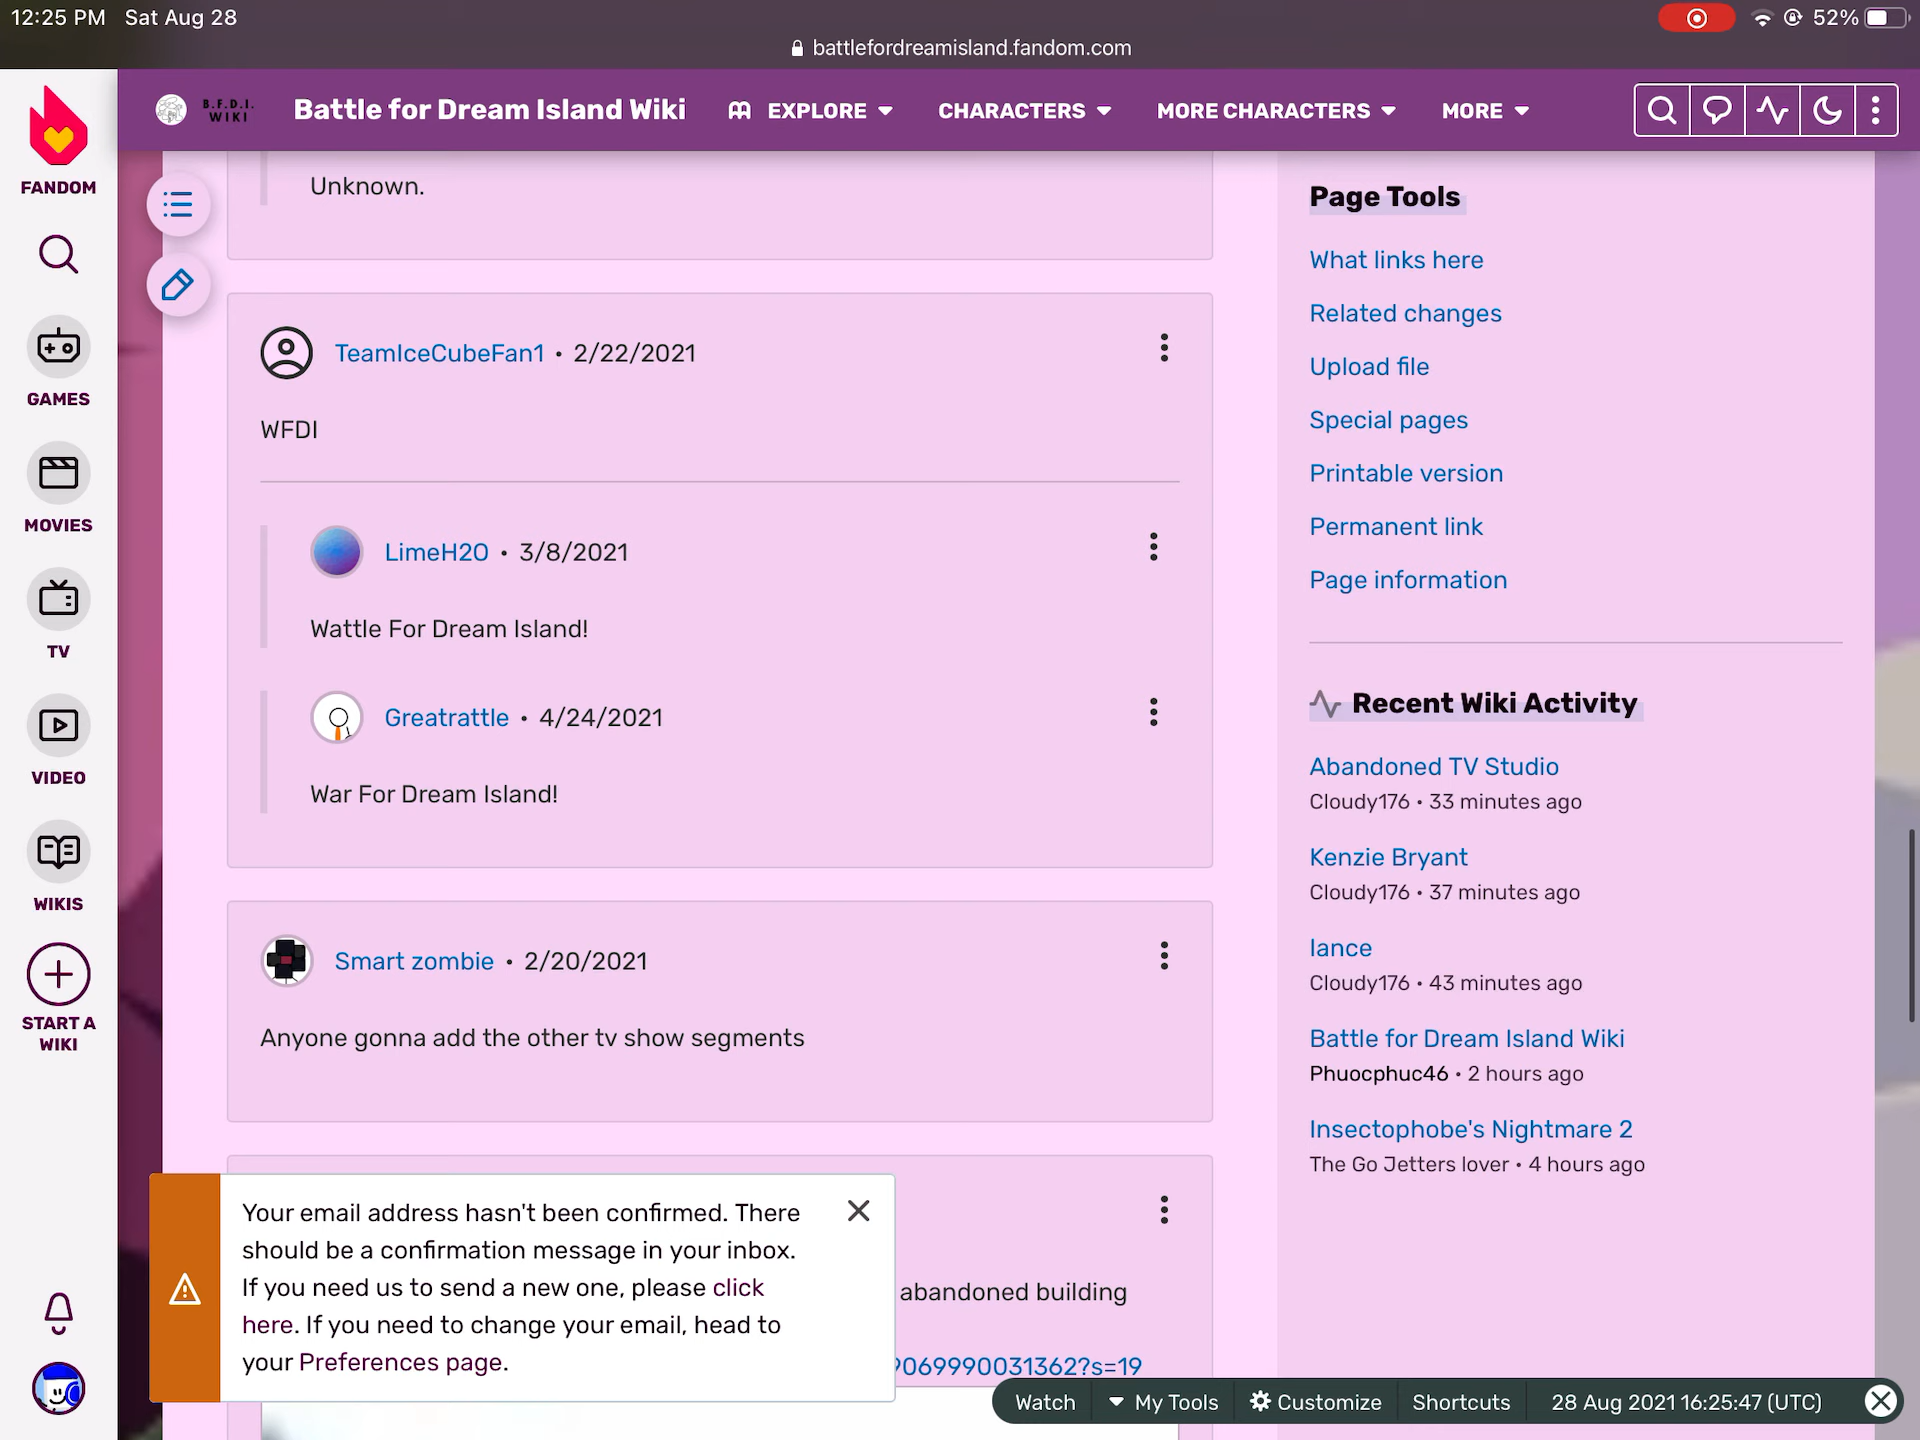 12:25 PM Sat Aug 28
52%
battlefordreamisland.fandom.com
B.F.D.I. WIKI
Battle for Dream Island Wiki
EXPLORE
CHARACTERS
MORE CHARACTERS
MORE
FANDOM
GAMES
MOVIES
TV
VIDEO
WIKIS
START A
WIKI
Unknown.
TeamIceCubeFan1 • 2/22/2021
WFDI
LimeH2O • 3/8/2021
Wattle For Dream Island!
Greatrattle • 4/24/2021
War For Dream Island!
Smart zombie • 2/20/2021
Anyone gonna add the other tv show segments
abandoned building
069990031362?s=19
Your email address hasn't been confirmed. There
should be a confirmation message in your inbox.
If you need us to send a new one, please click
here. If you need to change your email, head to
your Preferences page.
Page Tools
What links here
Related changes
Upload file
Special pages
Printable version
Permanent link
Page information
Recent Wiki Activity
Abandoned TV Studio
Cloudy176 • 33 minutes ago
Kenzie Bryant
Cloudy176 • 37 minutes ago
lance
Cloudy176 • 43 minutes ago
Battle for Dream Island Wiki
Phuocphuc46 • 2 hours ago
Insectophobe's Nightmare 2
The Go Jetters lover • 4 hours ago
Watch
My Tools
Customize
Shortcuts
28 Aug 2021 16:25:47 (UTC)